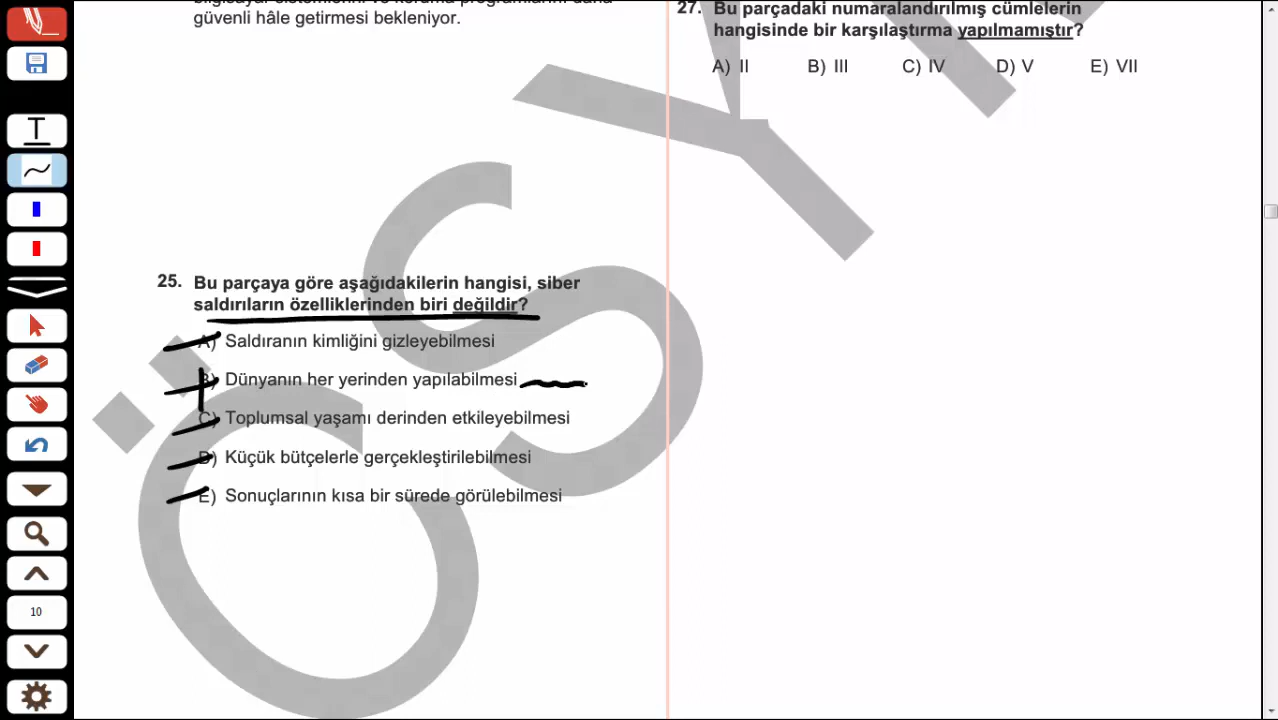 güvenli hâle getirmesi bekleniyor.
25. Bu parçaya göre aşağıdakilerin hangisi, siber
saldırıların özelliklerinden biri değildir?
A) Saldıranın kimliğini gizleyebilmesi
B) Dünyanın her yerinden yapılabilmesi
C) Toplumsal yaşamı derinden etkileyebilmesi
D) Küçük bütçelerle gerçekleştirilebilmesi
E) Sonuçlarının kısa bir sürede görülebilmesi
27. Bu parçadaki numaralandırılmış cümlelerin
hangisinde bir karşılaştırma yapılmamıştır?
A) II B) III C) IV D) V E) VII
ÖSYM
T
10